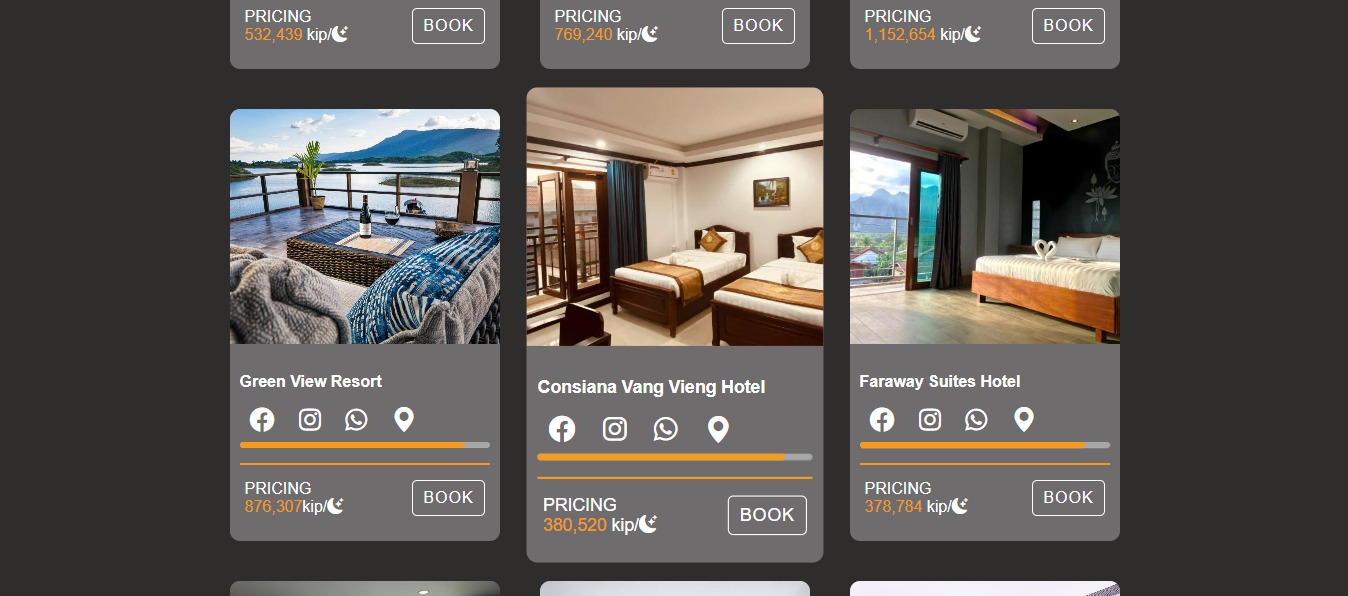 PRICING
532,439 kip/
BOOK
PRICING
769,240 kip/
BOOK
PRICING
1,152,654 kip/
BOOK
Green View Resort
PRICING
876,307kip/
BOOK
Consiana Vang Vieng Hotel
PRICING
380,520 kip/
BOOK
Faraway Suites Hotel
PRICING
378,784 kip/
BOOK